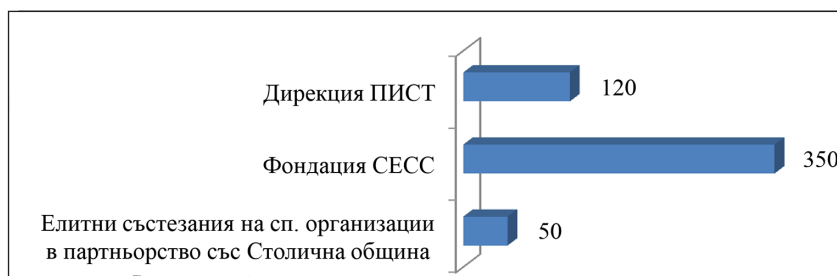 Дирекция ПИСТ
120
Фондация СЕСС
350
Елитни състезания на сп. организации
в партньорство със Столична община
50